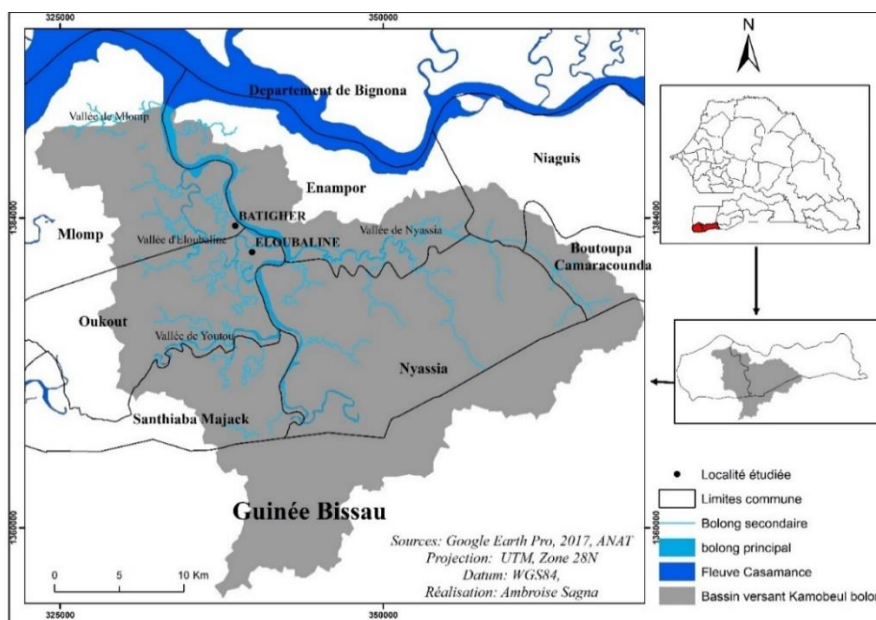 325000
350000
Departement de Bignona
Vallée de Mlomp
Niaguis
Enampor
1384000
1384000
BATIGHER
Mlomp
Vallée d'Eloubaline
ELOUBALINE
Vallée de Nyassia
Boutoupa
Camaracounda
Oukout
Vallée de Youtou
Nyassia
Santhiaba Majack
Guinée Bissau
1360000
1360000
Sources: Google Earth Pro, 2017, ANAT
Projection: UTM, Zone 28N
Datum: WGS84,
Réalisation: Ambroise Sagna
0 5 10 Km
325000
350000
N
Localité étudiée
Limites commune
Bolong secondaire
bolong principal
Fleuve Casamance
Bassin versant Kamobeul bolon